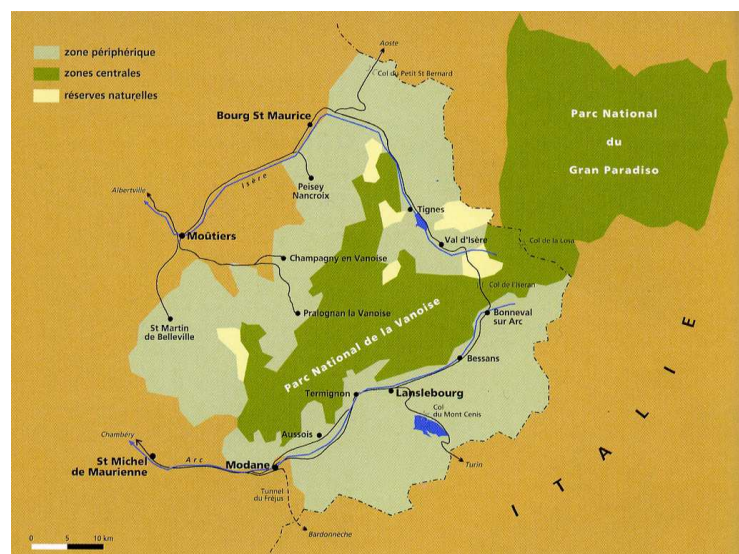 zone périphérique
zones centrales
réserves naturelles
Aoste
Col du Petit St Bernard
Bourg St Maurice
Parc National
du
Gran Paradiso
Isere
Peisey
Nancroix
Albertville
Tignes
Moûtiers
Val d'Isère
Col de la Losa
Champagny en Vanoise
Col de l'Iseran
Pralognan la Vanoise
Bonneval
sur Arc
St Martin
de Belleville
Parc National de la Vanoise
Bessans
Termignon
Lanslebourg
Col
du Mont Cenis
Aussois
Chambéry
Arc
St Michel
de Maurienne
Modane
Turin
Tunnel
du Fréjus
Bardonnèche
ITALIE
0 5 10 km